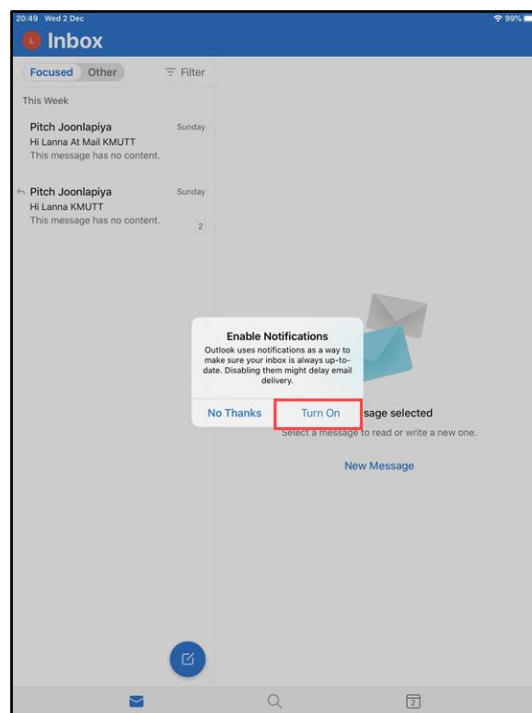 20:49 Wed 2 Dec
99%
L
Inbox
Focused
Other
Filter
This Week
Pitch Joonlapiya
Sunday
Hi Lanna At Mail KMUTT
This message has no content.
Pitch Joonlapiya
Sunday
Hi Lanna KMUTT
This message has no content.
2
Enable Notifications
Outlook uses notifications as a way to
make sure your inbox is always up-to-
date. Disabling them might delay email
delivery.
No Thanks
Turn On
sage selected
Select a message to read or write a new one.
New Message
2